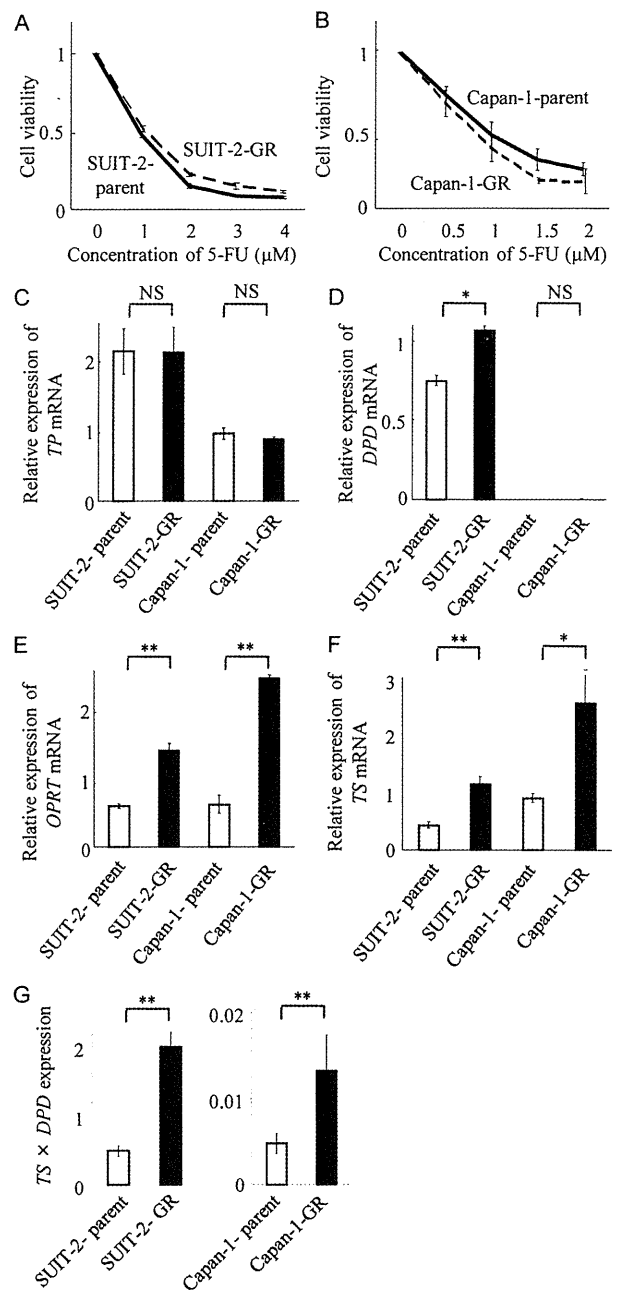 A
Cell viability
1
0.5
0
SUIT-2-GR
SUIT-2-
parent
0 1 2 3 4
Concentration of 5-FU (μM)
B
Cell viability
1
0.5
0
Capan-1-parent
Capan-1-GR
0 0.5 1 1.5 2
Concentration of 5-FU (μM)
C
NS NS
Relative expression of
TP mRNA
2
1
0
SUIT-2- parent
SUIT-2-GR
Capan-1- parent
Capan-1-GR
D
* NS
Relative expression of
DPD mRNA
1
0.5
0
SUIT-2- parent
SUIT-2-GR
Capan-1- parent
Capan-1-GR
E
** **
Relative expression of
OPRT mRNA
2
1
0
SUIT-2- parent
SUIT-2-GR
Capan-1- parent
Capan-1-GR
F
** *
Relative expression of
TS mRNA
3
2
1
0
SUIT-2- parent
SUIT-2-GR
Capan-1- parent
Capan-1-GR
G
**
TS × DPD expression
2
1
0
SUIT-2- parent
SUIT-2- GR
**
0.02
0.01
0
Capan-1- parent
Capan-1-GR